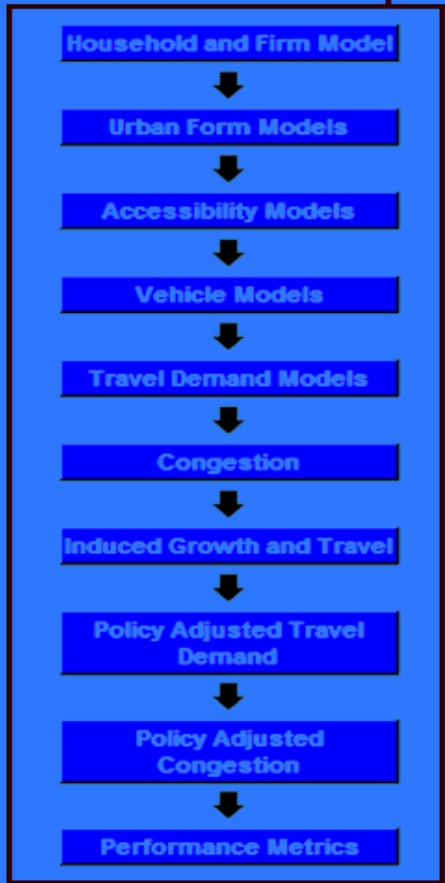 Household and Firm Model
Urban Form Models
Accessibility Models
Vehicle Models
Travel Demand Models
Congestion
Induced Growth and Travel
Policy Adjusted Travel
Demand
Policy Adjusted
Congestion
Performance Metrics